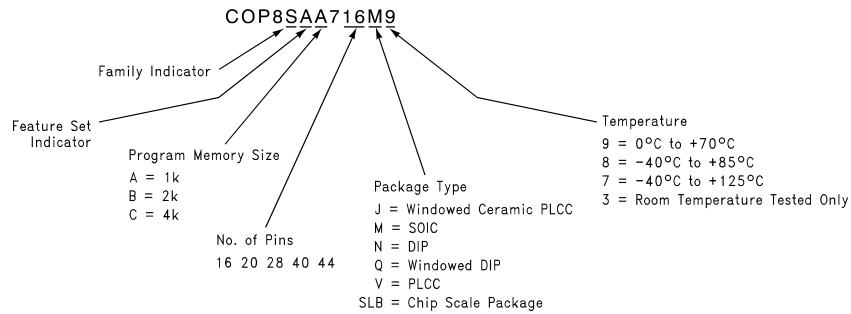 COP8SAA716M9
Family Indicator
Feature Set
Indicator
Program Memory Size
A = 1k
B = 2k
C = 4k
No. of Pins
16 20 28 40 44
Package Type
J = Windowed Ceramic PLCC
M = SOIC
N = DIP
Q = Windowed DIP
V = PLCC
SLB = Chip Scale Package
Temperature
9 = 0°C to +70°C
8 = -40°C to +85°C
7 = -40°C to +125°C
3 = Room Temperature Tested Only